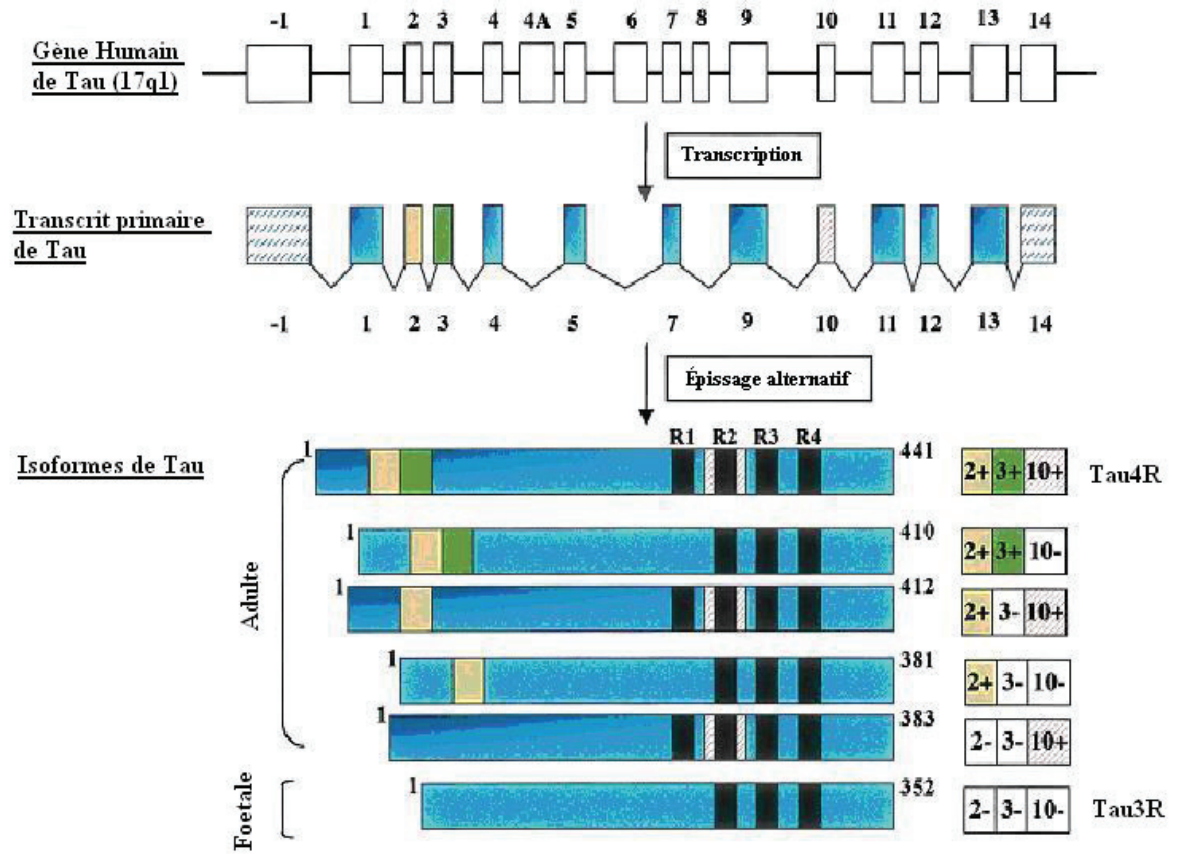 -1 1 2 3 4 4A 5 6 7 8 9 10 11 12 13 14
Gène Humain
de Tau (17q1)
Transcription
Transcrit primaire
de Tau
-1 1 2 3 4 5 7 9 10 11 12 13 14
Épissage alternatif
Isoformes de Tau
R1 R2 R3 R4
1 441 2+ 3+ 10+ Tau4R
1 410 2+ 3+ 10-
1 412 2+ 3- 10+
1 381 2+ 3- 10-
1 383 2- 3- 10+
Adulte
1 352 2- 3- 10- Tau3R
Foetale